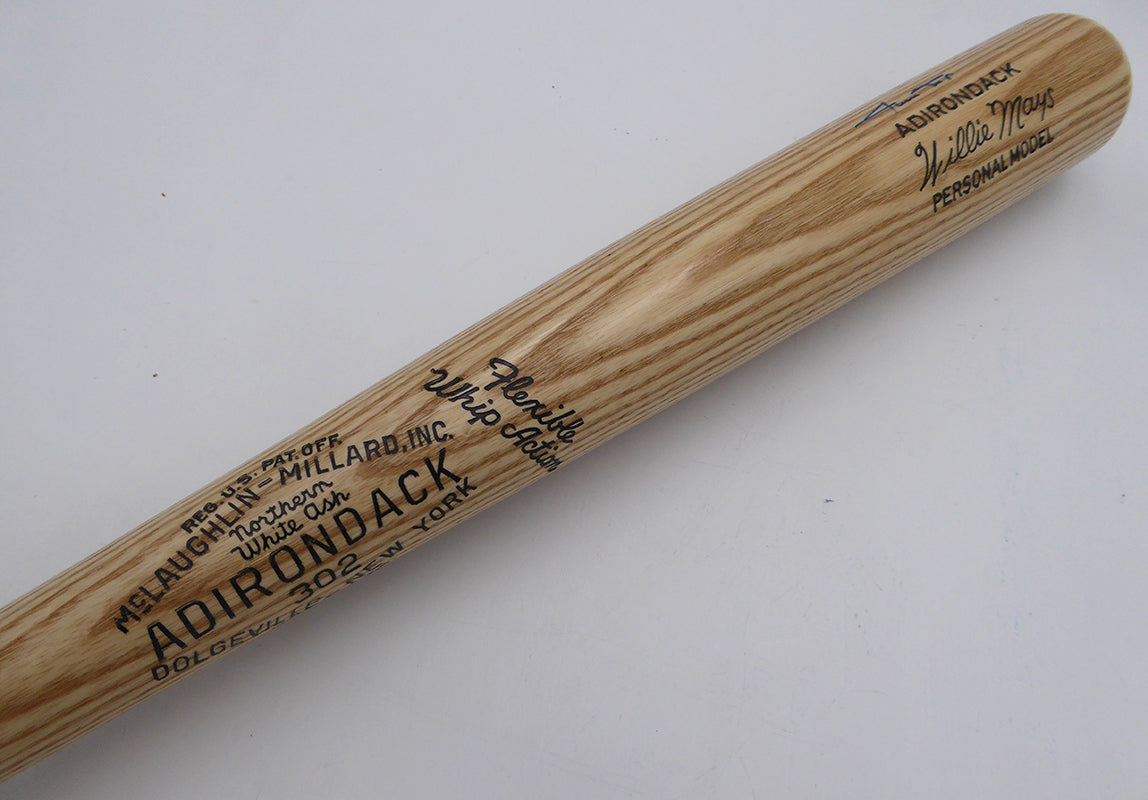 ADIRONDACK
Willie Mays
PERSONAL MODEL
Flexible
Whip Action
REG. U.S. PAT. OFF.
McLAUGHLIN-MILLARD, INC.
Northern
White Ash
ADIRONDACK
302
DOLGEVILLE, NEW YORK